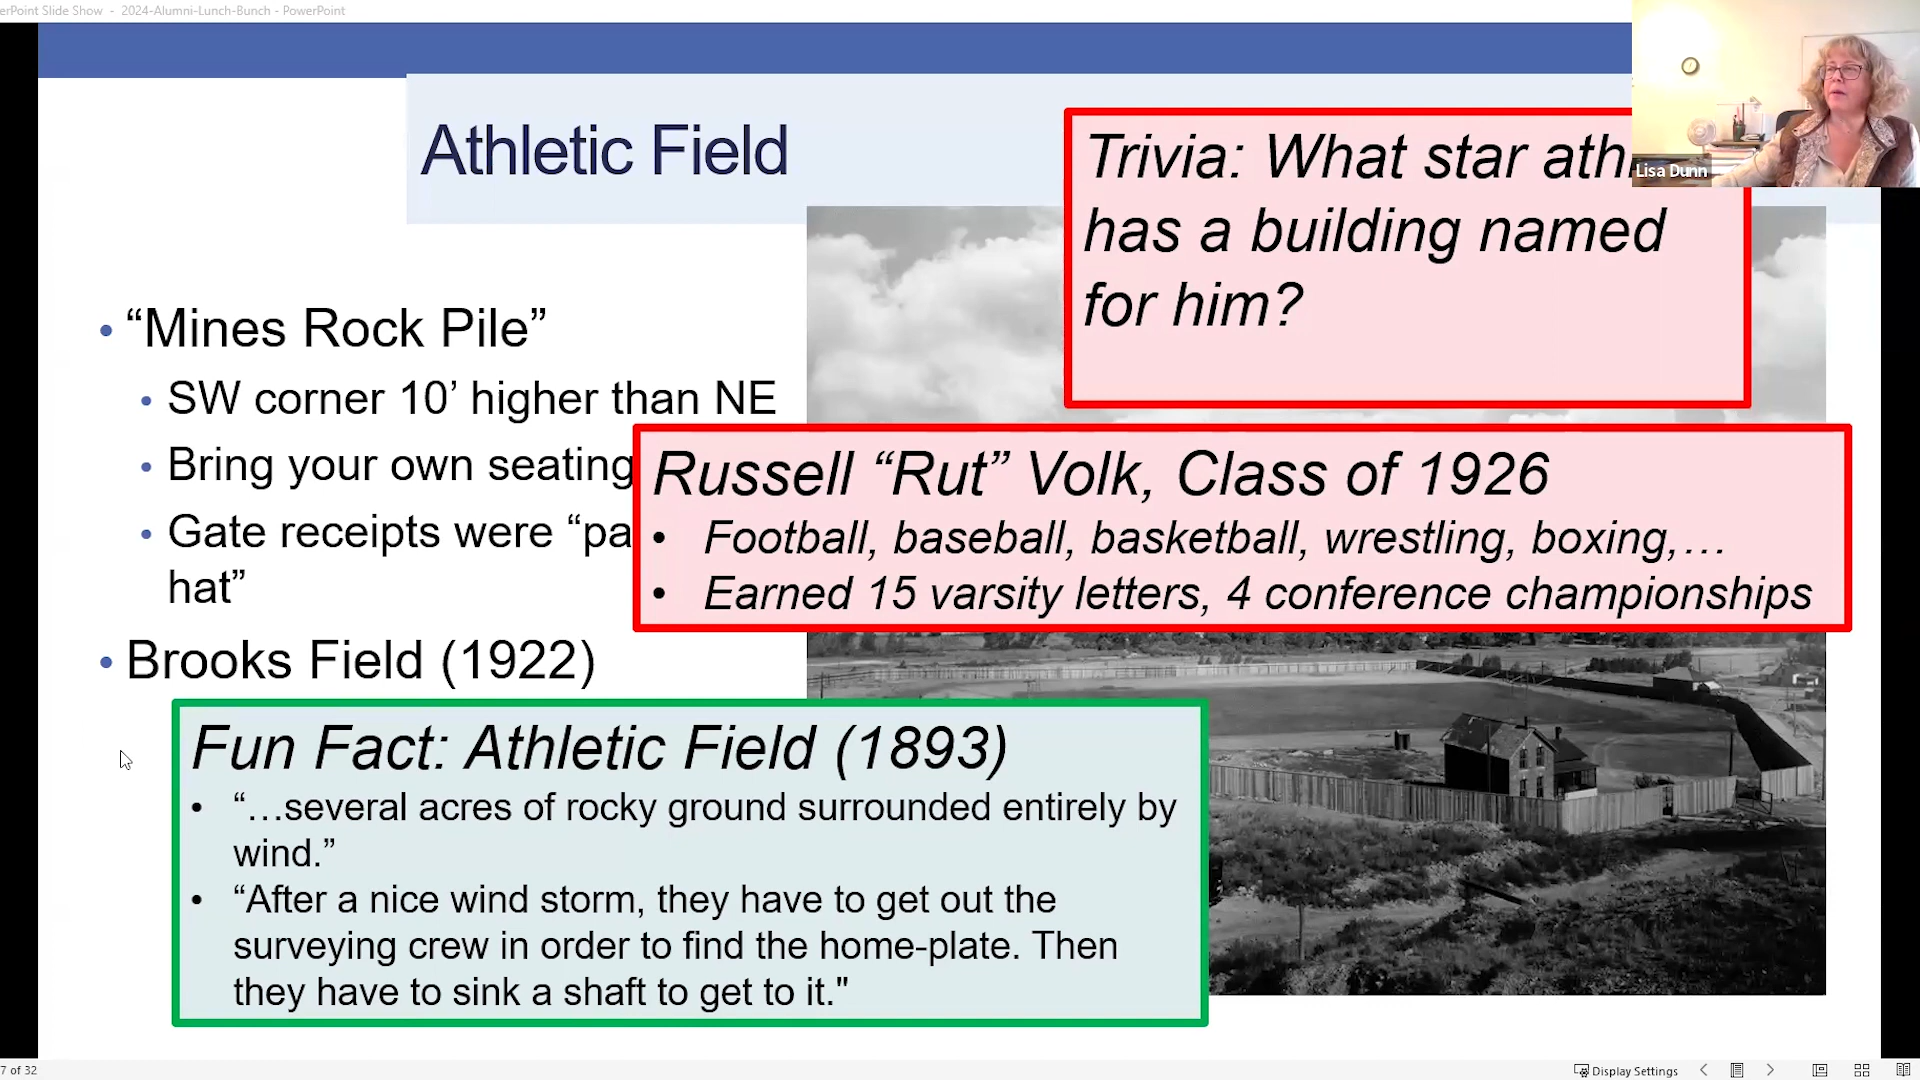 erPoint Slide Show - 2024-Alumni-Lunch-Bunch - PowerPoint
Lisa Dunn
Athletic Field
Trivia: What star ath
has a building named
for him?
• “Mines Rock Pile”
• SW corner 10’ higher than NE
• Bring your own seating
• Gate receipts were “pa
hat”
Russell “Rut” Volk, Class of 1926
• Football, baseball, basketball, wrestling, boxing,…
• Earned 15 varsity letters, 4 conference championships
• Brooks Field (1922)
Fun Fact: Athletic Field (1893)
• “…several acres of rocky ground surrounded entirely by
wind.”
• “After a nice wind storm, they have to get out the
surveying crew in order to find the home-plate. Then
they have to sink a shaft to get to it."
7 of 32
Display Settings